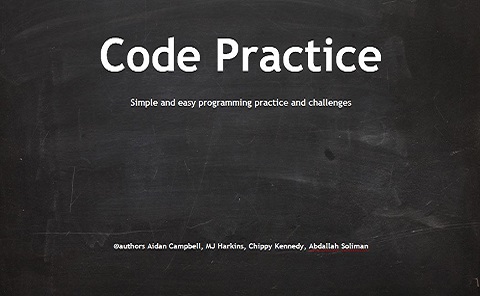 Code Practice
Simple and easy programming practice and challenges
@authors Aidan Campbell, MJ Harkins, Chippy Kennedy, Abdallah Soliman